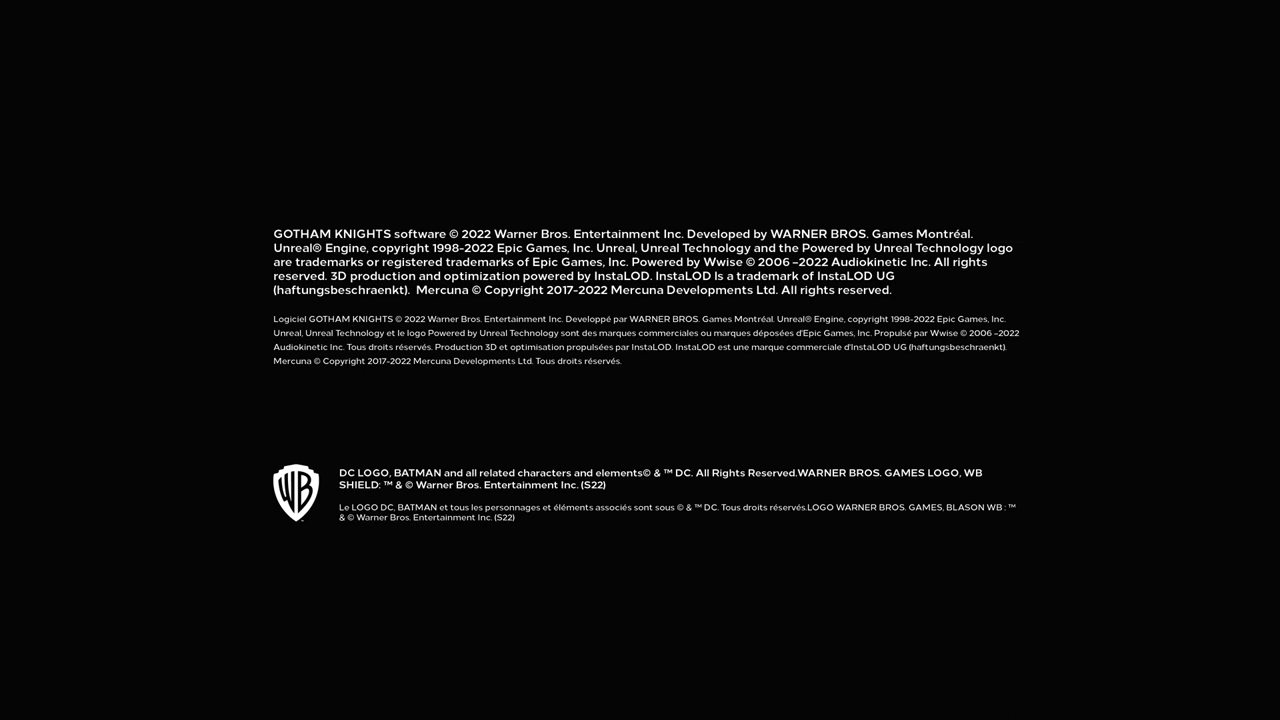 GOTHAM KNIGHTS software © 2022 Warner Bros. Entertainment Inc. Developed by WARNER BROS. Games Montréal.
Unreal® Engine, copyright 1998-2022 Epic Games, Inc. Unreal, Unreal Technology and the Powered by Unreal Technology logo
are trademarks or registered trademarks of Epic Games, Inc. Powered by Wwise © 2006 –2022 Audiokinetic Inc. All rights
reserved. 3D production and optimization powered by InstaLOD. InstaLOD Is a trademark of InstaLOD UG
(haftungsbeschraenkt).  Mercuna © Copyright 2017-2022 Mercuna Developments Ltd. All rights reserved.
Logiciel GOTHAM KNIGHTS © 2022 Warner Bros. Entertainment Inc. Developpé par WARNER BROS. Games Montréal. Unreal® Engine, copyright 1998-2022 Epic Games, Inc.
Unreal, Unreal Technology et le logo Powered by Unreal Technology sont des marques commerciales ou marques déposées d'Epic Games, Inc. Propulsé par Wwise © 2006 –2022
Audiokinetic Inc. Tous droits réservés. Production 3D et optimisation propulsées par InstaLOD. InstaLOD est une marque commerciale d'InstaLOD UG (haftungsbeschraenkt).
Mercuna © Copyright 2017-2022 Mercuna Developments Ltd. Tous droits réservés.
WB
DC LOGO, BATMAN and all related characters and elements© & ™ DC. All Rights Reserved.WARNER BROS. GAMES LOGO, WB
SHIELD: ™ & © Warner Bros. Entertainment Inc. (S22)
Le LOGO DC, BATMAN et tous les personnages et éléments associés sont sous © & ™ DC. Tous droits réservés.LOGO WARNER BROS. GAMES, BLASON WB : ™
& © Warner Bros. Entertainment Inc. (S22)